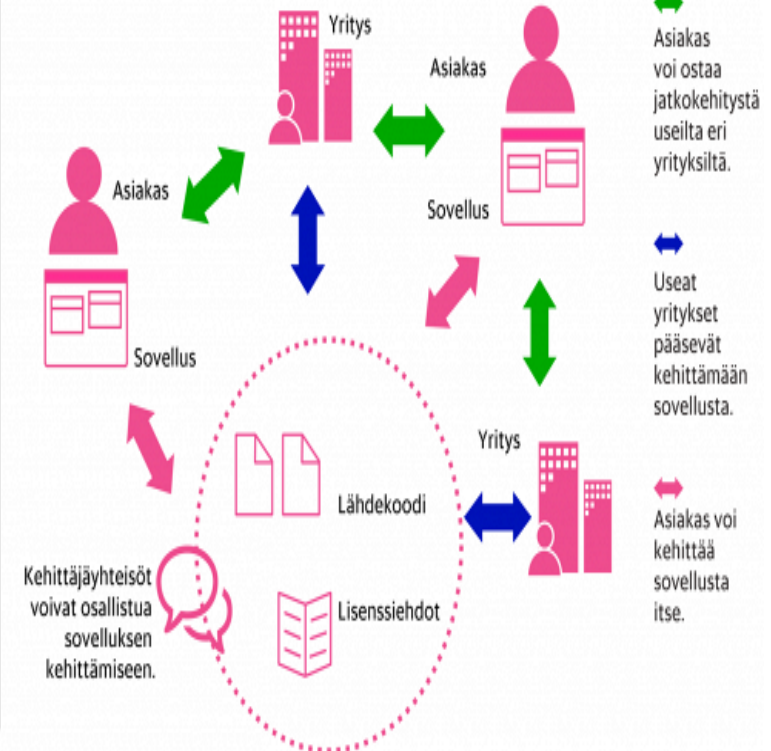 Yritys
Asiakas
Asiakas
Sovellus
Sovellus
Yritys
Lähdekoodi
Lisenssiehdot
Kehittäjäyhteisöt
voivat osallistua
sovelluksen
kehittämiseen.
Asiakas
voi ostaa
jatkokehitystä
useilta eri
yrityksiltä.
Useat
yritykset
pääsevät
kehittämään
sovellusta.
Asiakas voi
kehittää
sovellusta
itse.